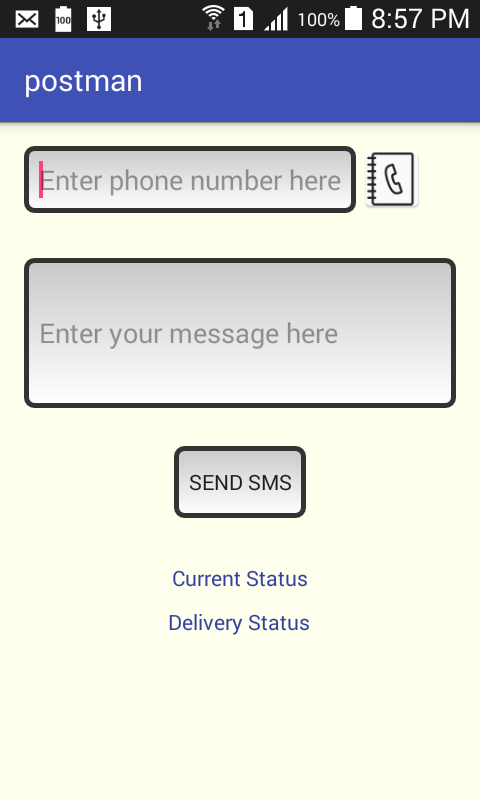 100 1 100% 8:57 PM
postman
Enter phone number here
Enter your message here
SEND SMS
Current Status
Delivery Status